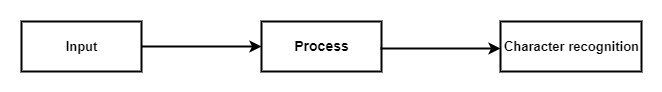 Input
Process
Character recognition